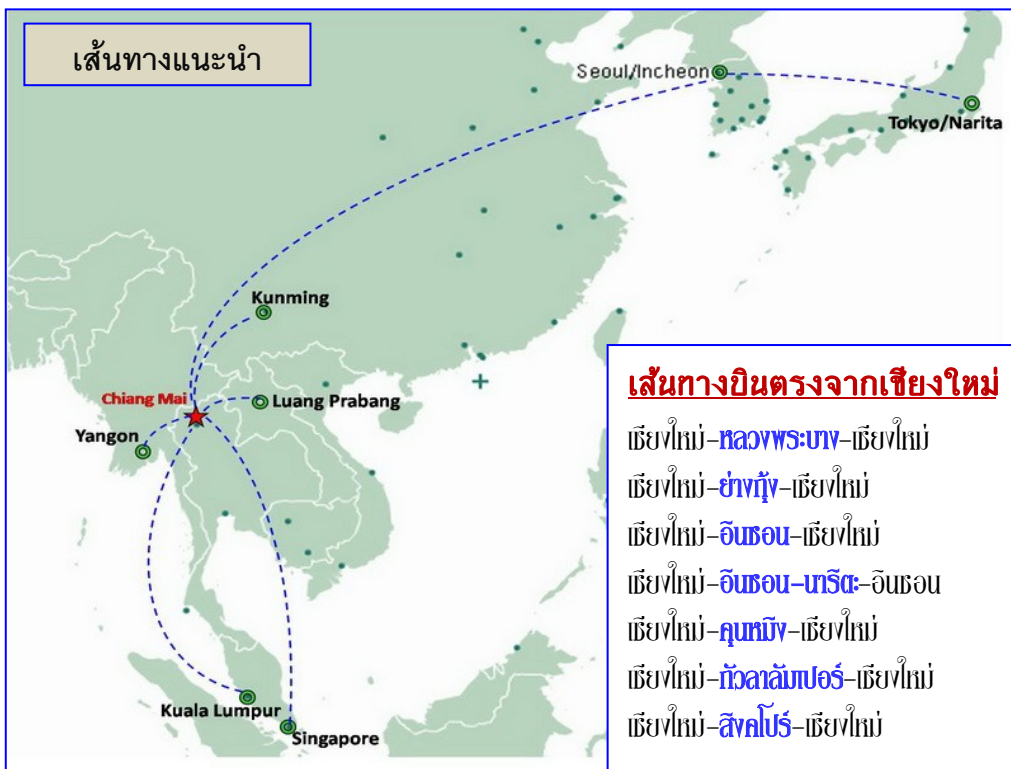 เส้นทางแนะนำ
Seoul/Incheon
Tokyo/Narita
Kunming
Chiang Mai
Luang Prabang
Yangon
Kuala Lumpur
Singapore
เส้นทางบินตรงจากเชียงใหม่
เชียงใหม่-หลวงพระบาง-เชียงใหม่
เชียงใหม่-ย่างกุ้ง-เชียงใหม่
เชียงใหม่-อินชอน-เชียงใหม่
เชียงใหม่-อินชอน-นาริตะ-อินชอน
เชียงใหม่-คุนหมิง-เชียงใหม่
เชียงใหม่-กัวลาลัมเปอร์-เชียงใหม่
เชียงใหม่-สิงคโปร์-เชียงใหม่